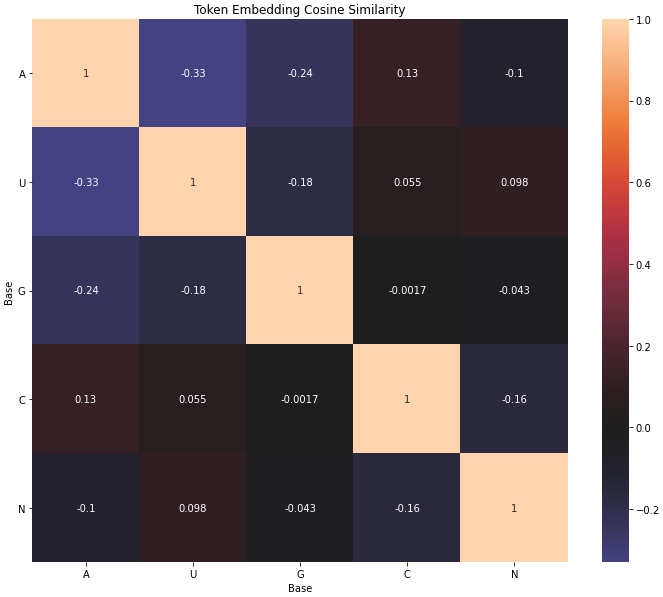 Token Embedding Cosine Similarity
A 1 -0.33 -0.24 0.13 -0.1
U -0.33 1 -0.18 0.055 0.098
G -0.24 -0.18 1 -0.0017 -0.043
C 0.13 0.055 -0.0017 1 -0.16
N -0.1 0.098 -0.043 -0.16 1
A U G C N
Base
Base
1.0
0.8
0.6
0.4
0.2
0.0
−0.2